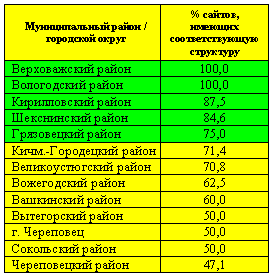 Муниципальный район /
городской округ
% сайтов,
имеющих
соответствующую
структуру
Верховажский район 100,0
Вологодский район 100,0
Кирилловский район 87,5
Шекснинский район 84,6
Грязовецкий район 75,0
Кичм.-Городецкий район 71,4
Великоустюгский район 70,8
Вожегодский район 62,5
Вашкинский район 60,0
Вытегорский район 50,0
г. Череповец 50,0
Сокольский район 50,0
Череповецкий район 47,1